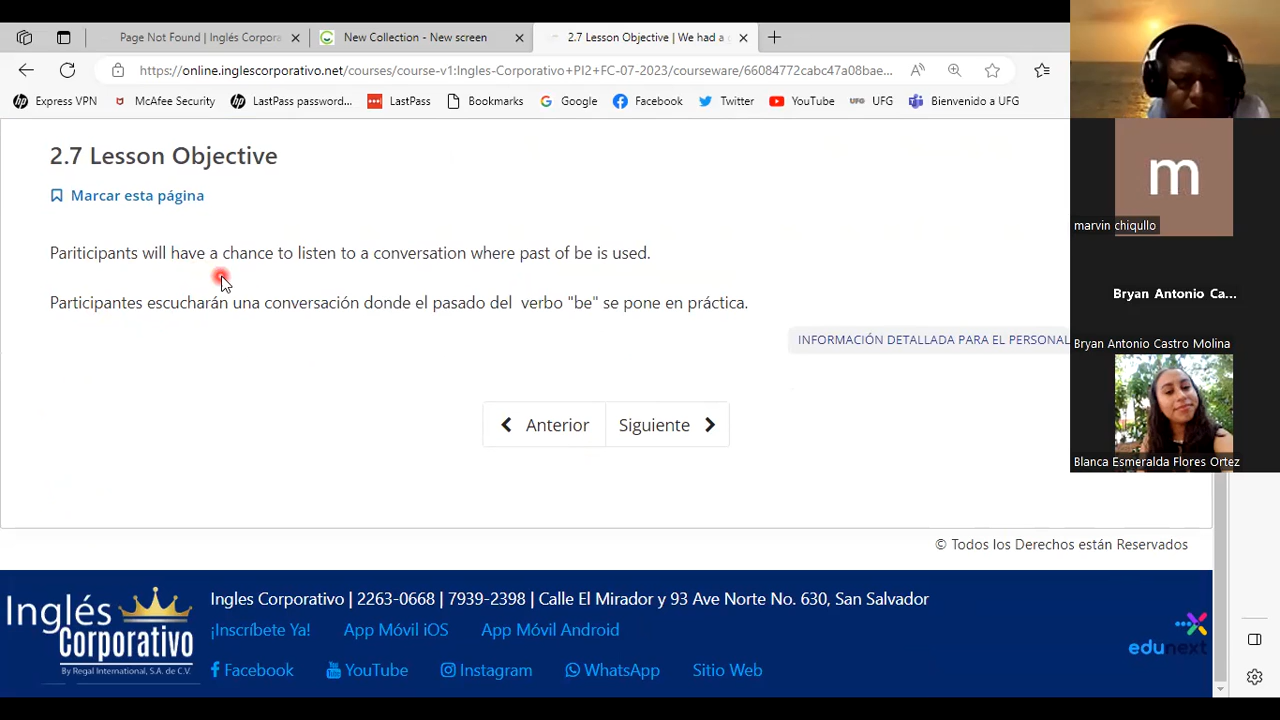 Page Not Found | Inglés Corpora
New Collection - New screen
2.7 Lesson Objective | We had a
https://online.inglescorporativo.net/courses/course-v1:Ingles-Corporativo+PI2+FC-07-2023/courseware/66084772cabc47a08bae...
Express VPN
McAfee Security
LastPass password...
LastPass
Bookmarks
Google
Facebook
Twitter
YouTube
UFG
Bienvenido a UFG
2.7 Lesson Objective
Marcar esta página
Pariticipants will have a chance to listen to a conversation where past of be is used.
Participantes escucharán una conversación donde el pasado del verbo "be" se pone en práctica.
INFORMACIÓN DETALLADA PARA EL PERSONAL
Anterior
Siguiente
m
marvin chiqullo
Bryan Antonio Ca...
Bryan Antonio Castro Molina
Blanca Esmeralda Flores Ortez
© Todos los Derechos están Reservados
Inglés Corporativo
By Regal International, S.A. de C.V.
Ingles Corporativo | 2263-0668 | 7939-2398 | Calle El Mirador y 93 Ave Norte No. 630, San Salvador
¡Inscríbete Ya!
App Móvil iOS
App Móvil Android
Facebook
YouTube
Instagram
WhatsApp
Sitio Web
edunext